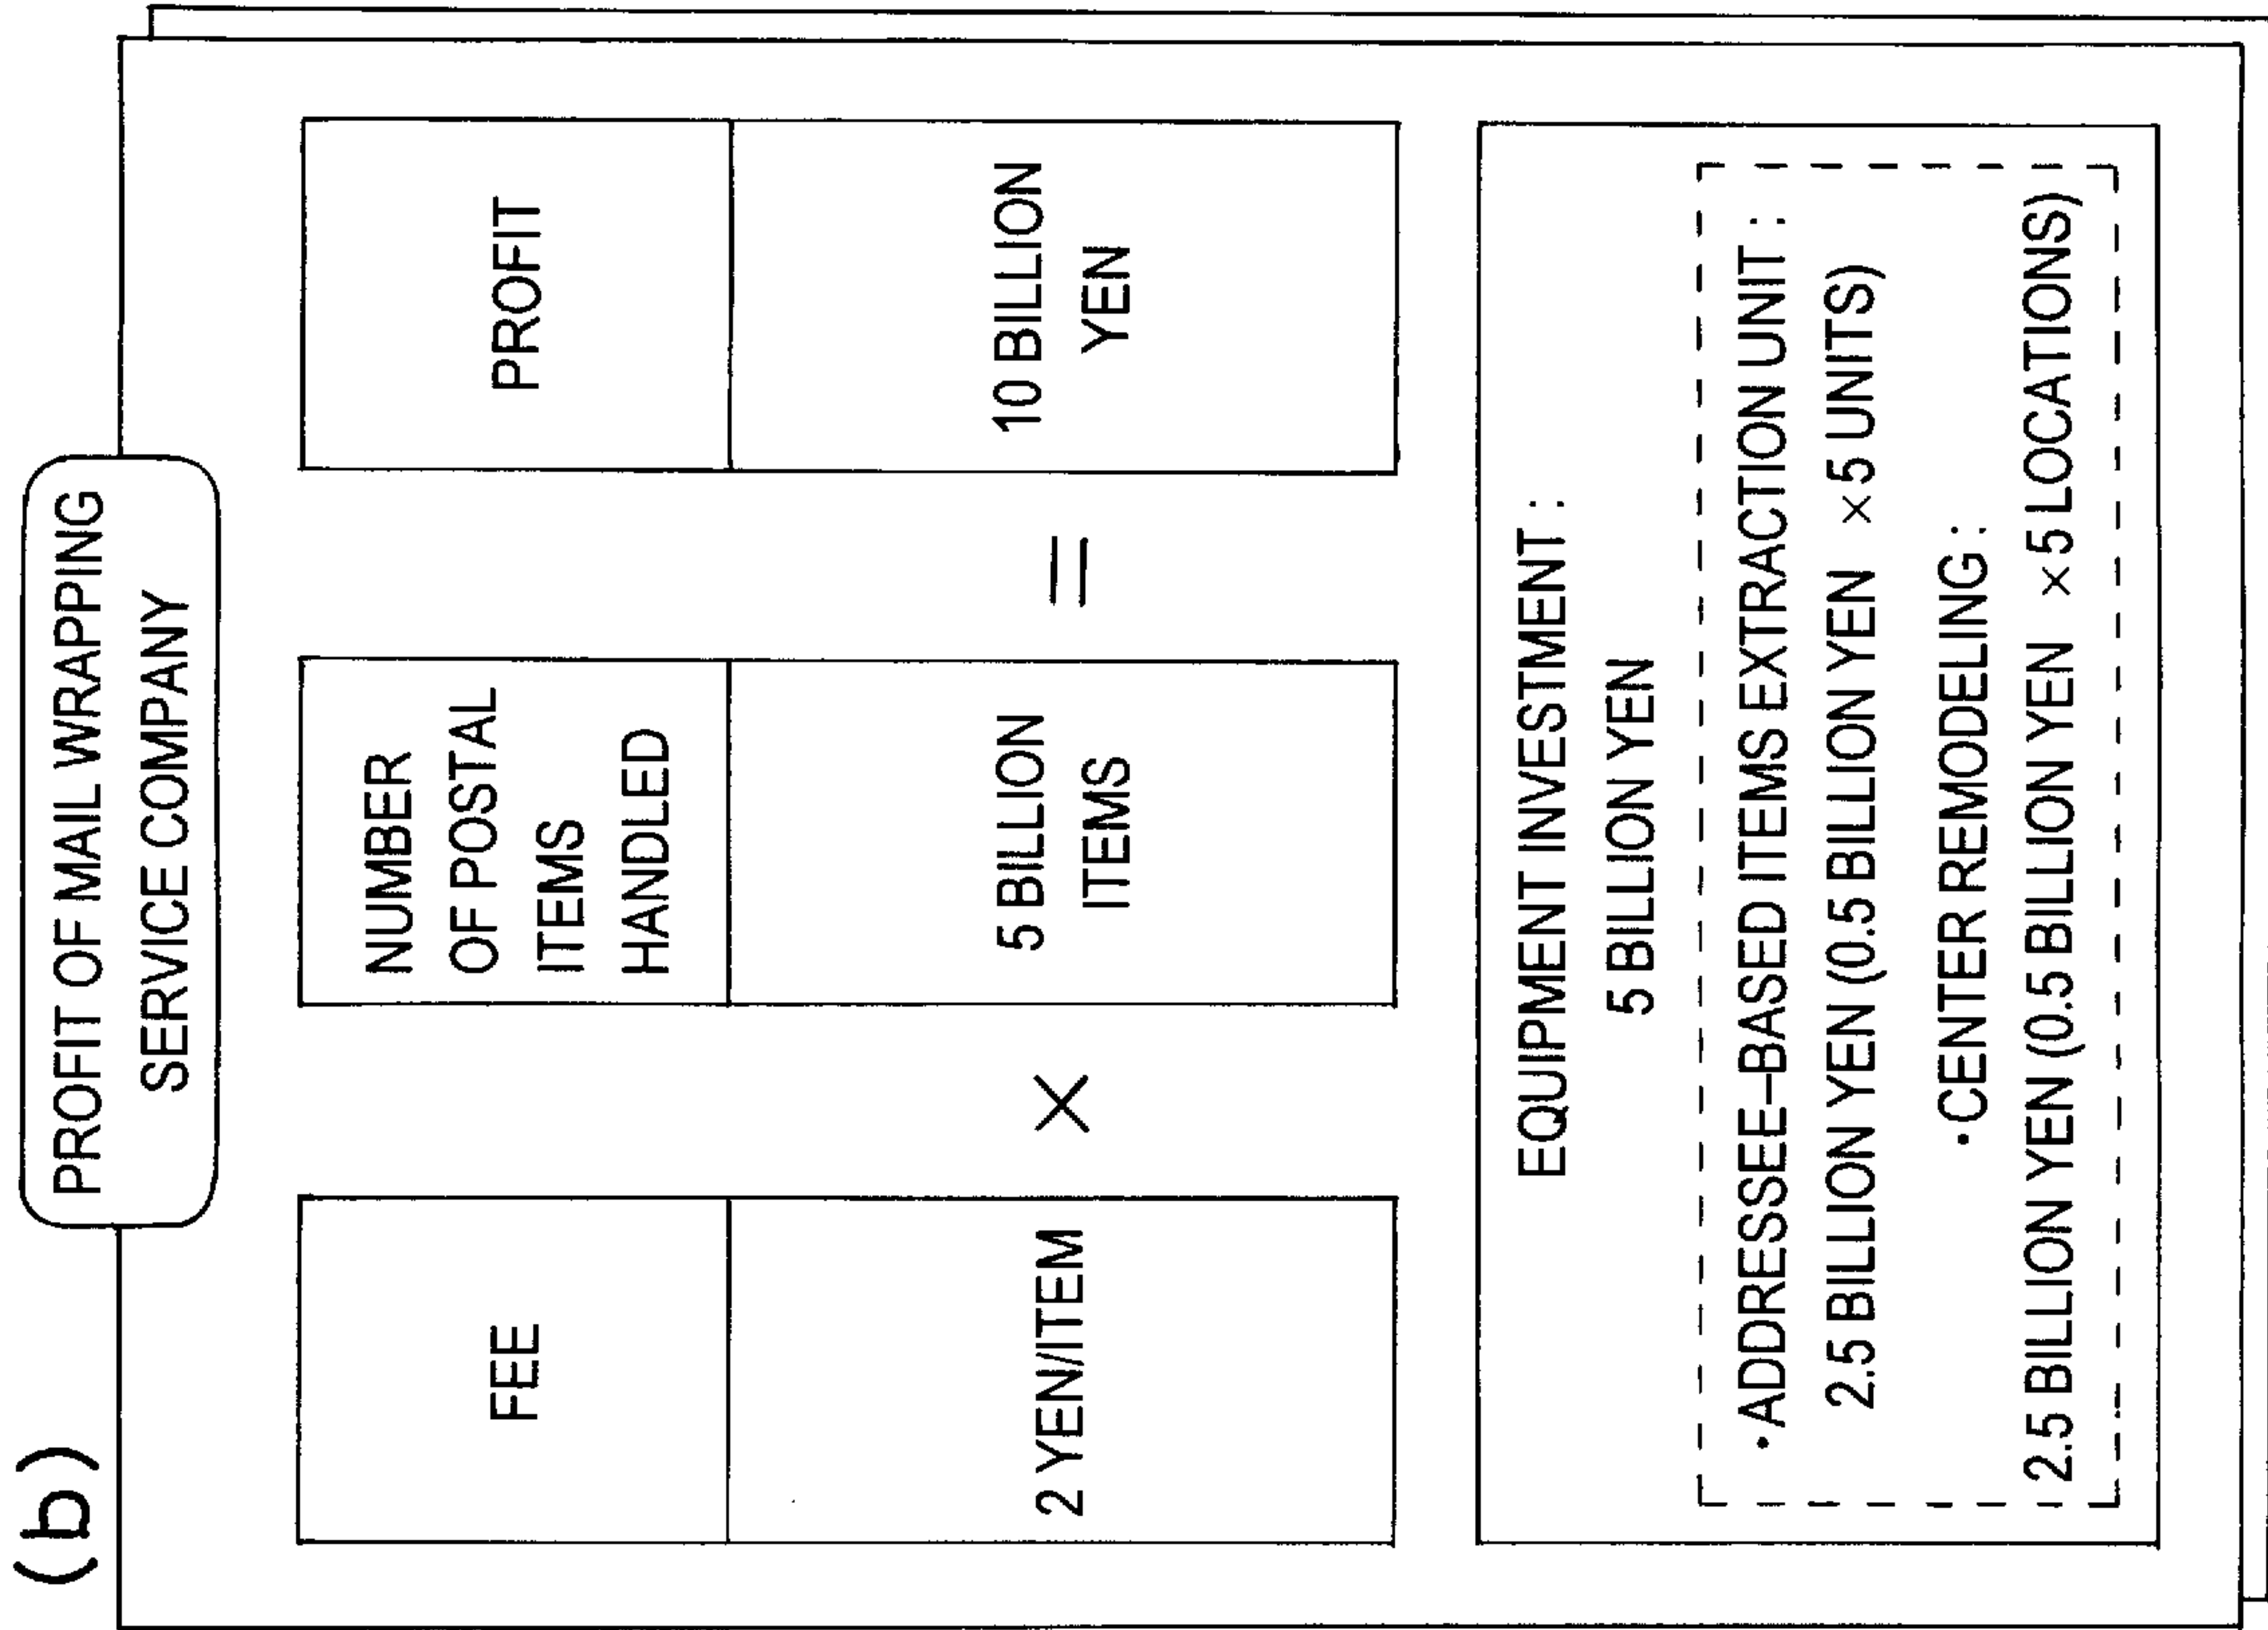 (b)
PROFIT OF MAIL WRAPPING
SERVICE COMPANY
FEE
2 YEN/ITEM
×
NUMBER
OF POSTAL
ITEMS
HANDLED
5 BILLION
ITEMS
=
PROFIT
10 BILLION
YEN
EQUIPMENT INVESTMENT :
5 BILLION YEN
·ADDRESSEE–BASED ITEMS EXTRACTION UNIT :
2.5 BILLION YEN (0.5 BILLION YEN ×5 UNITS)
·CENTER REMODELING :
2.5 BILLION YEN (0.5 BILLION YEN ×5 LOCATIONS)